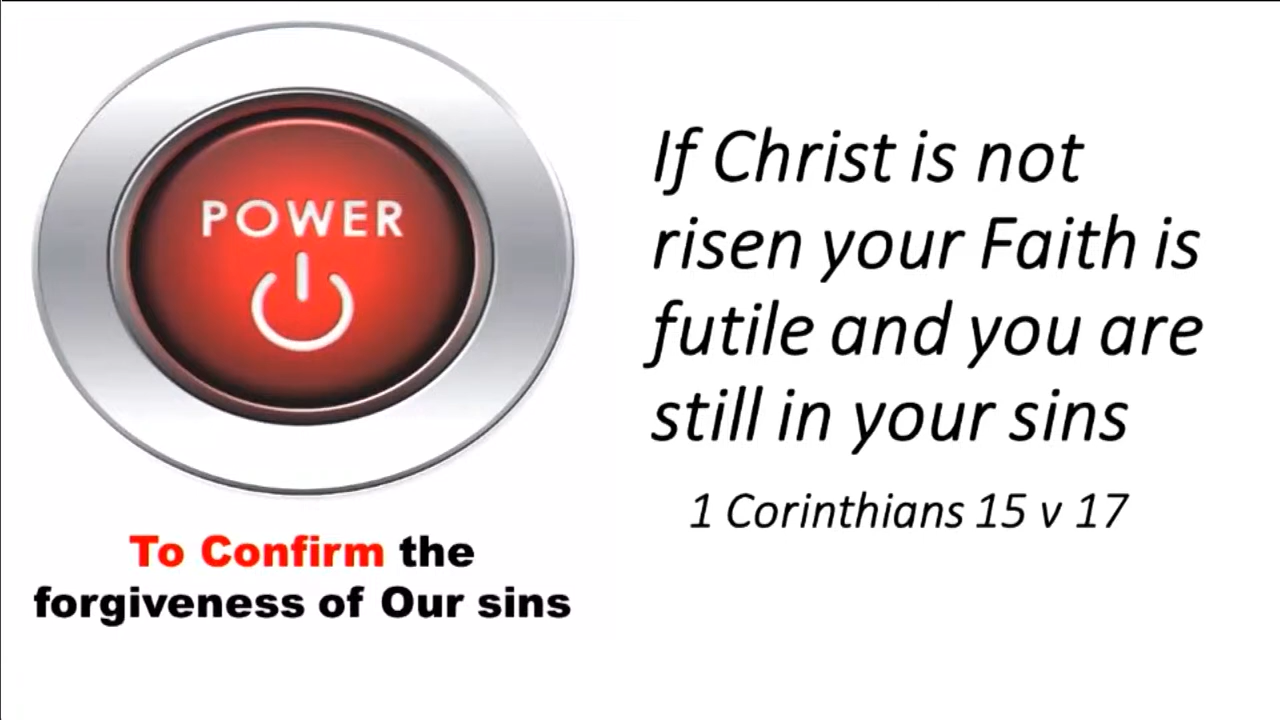 POWER
To Confirm the
forgiveness of Our sins
If Christ is not
risen your Faith is
futile and you are
still in your sins
1 Corinthians 15 v 17